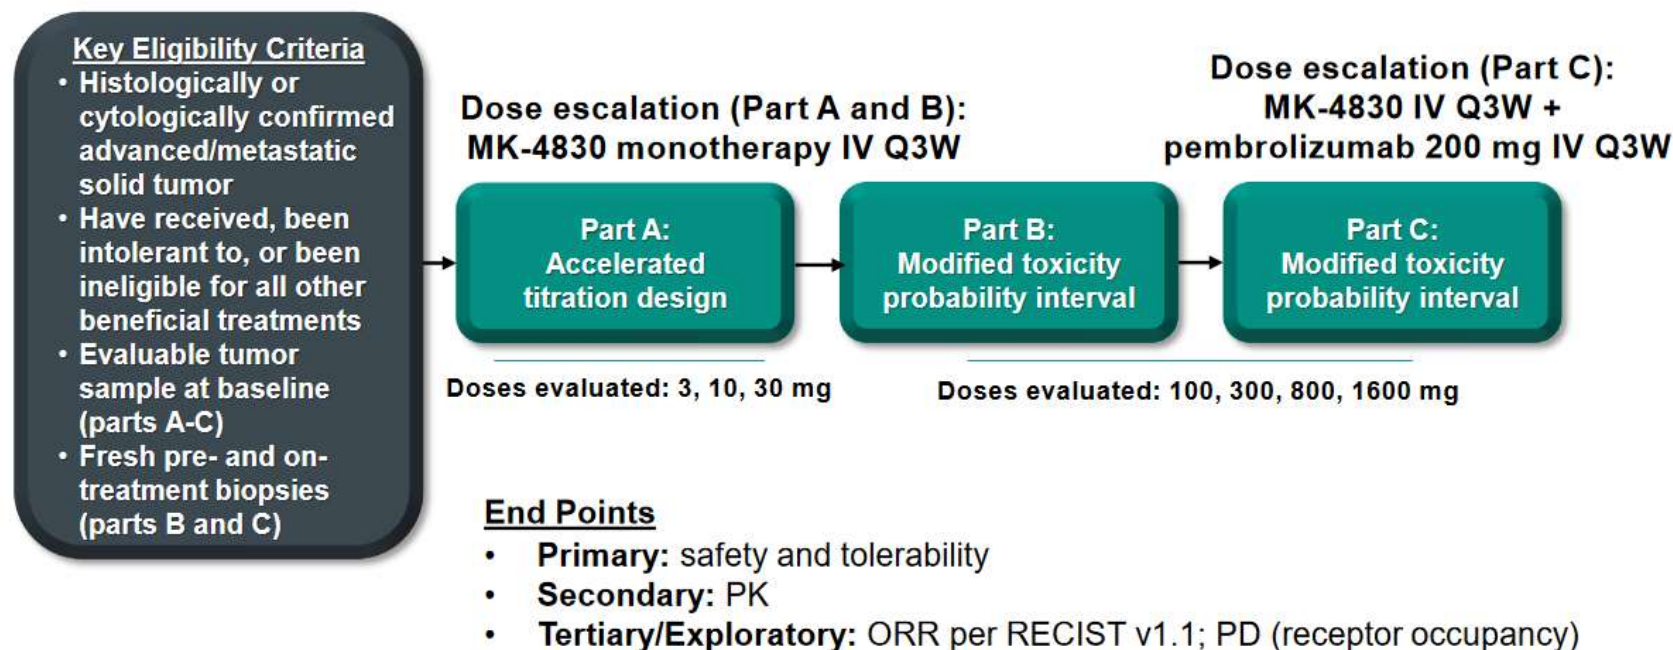 Key Eligibility Criteria
• Histologically or
cytologically confirmed
advanced/metastatic
solid tumor
• Have received, been
intolerant to, or been
ineligible for all other
beneficial treatments
• Evaluable tumor
sample at baseline
(parts A-C)
• Fresh pre- and on-
treatment biopsies
(parts B and C)
Dose escalation (Part A and B):
MK-4830 monotherapy IV Q3W
Dose escalation (Part C):
MK-4830 IV Q3W +
pembrolizumab 200 mg IV Q3W
Part A:
Accelerated
titration design
Part B:
Modified toxicity
probability interval
Part C:
Modified toxicity
probability interval
Doses evaluated: 3, 10, 30 mg
Doses evaluated: 100, 300, 800, 1600 mg
End Points
• Primary: safety and tolerability
• Secondary: PK
• Tertiary/Exploratory: ORR per RECIST v1.1; PD (receptor occupancy)